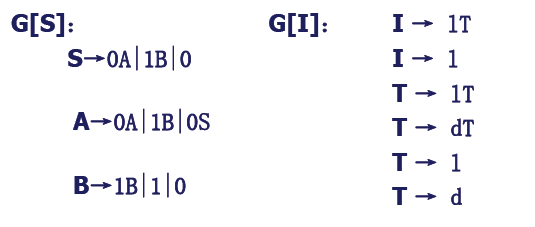 G[S]:
S→0A|1B|0
A→0A|1B|0S
B→1B|1|0
G[I]: I → 1T
I → 1
T → 1T
T → dT
T → 1
T → d